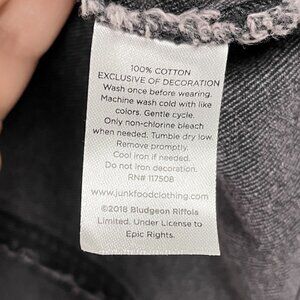 100% COTTON
EXCLUSIVE OF DECORATION
Wash once before wearing.
Machine wash cold with like
colors. Gentle cycle.
Only non-chlorine bleach
when needed. Tumble dry low.
Remove promptly.
Cool iron if needed.
Do not iron decoration.
RN# 117508
www.junkfoodclothing.com
©2018 Bludgeon Riffola
Limited. Under License to
Epic Rights.